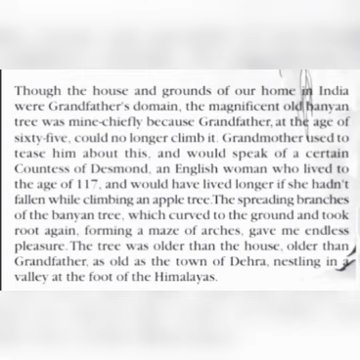 Though the house and grounds of our home in India
were Grandfather's domain, the magnificent old banyan
tree was mine-chiefly because Grandfather, at the age of
sixty-five, could no longer climb it. Grandmother used to
tease him about this, and would speak of a certain
Countess of Desmond, an English woman who lived to
the age of 117, and would have lived longer if she hadn't
fallen while climbing an apple tree. The spreading branches
of the banyan tree, which curved to the ground and took
root again, forming a maze of arches, gave me endless
pleasure. The tree was older than the house, older than
Grandfather, as old as the town of Dehra, nestling in a
valley at the foot of the Himalayas.